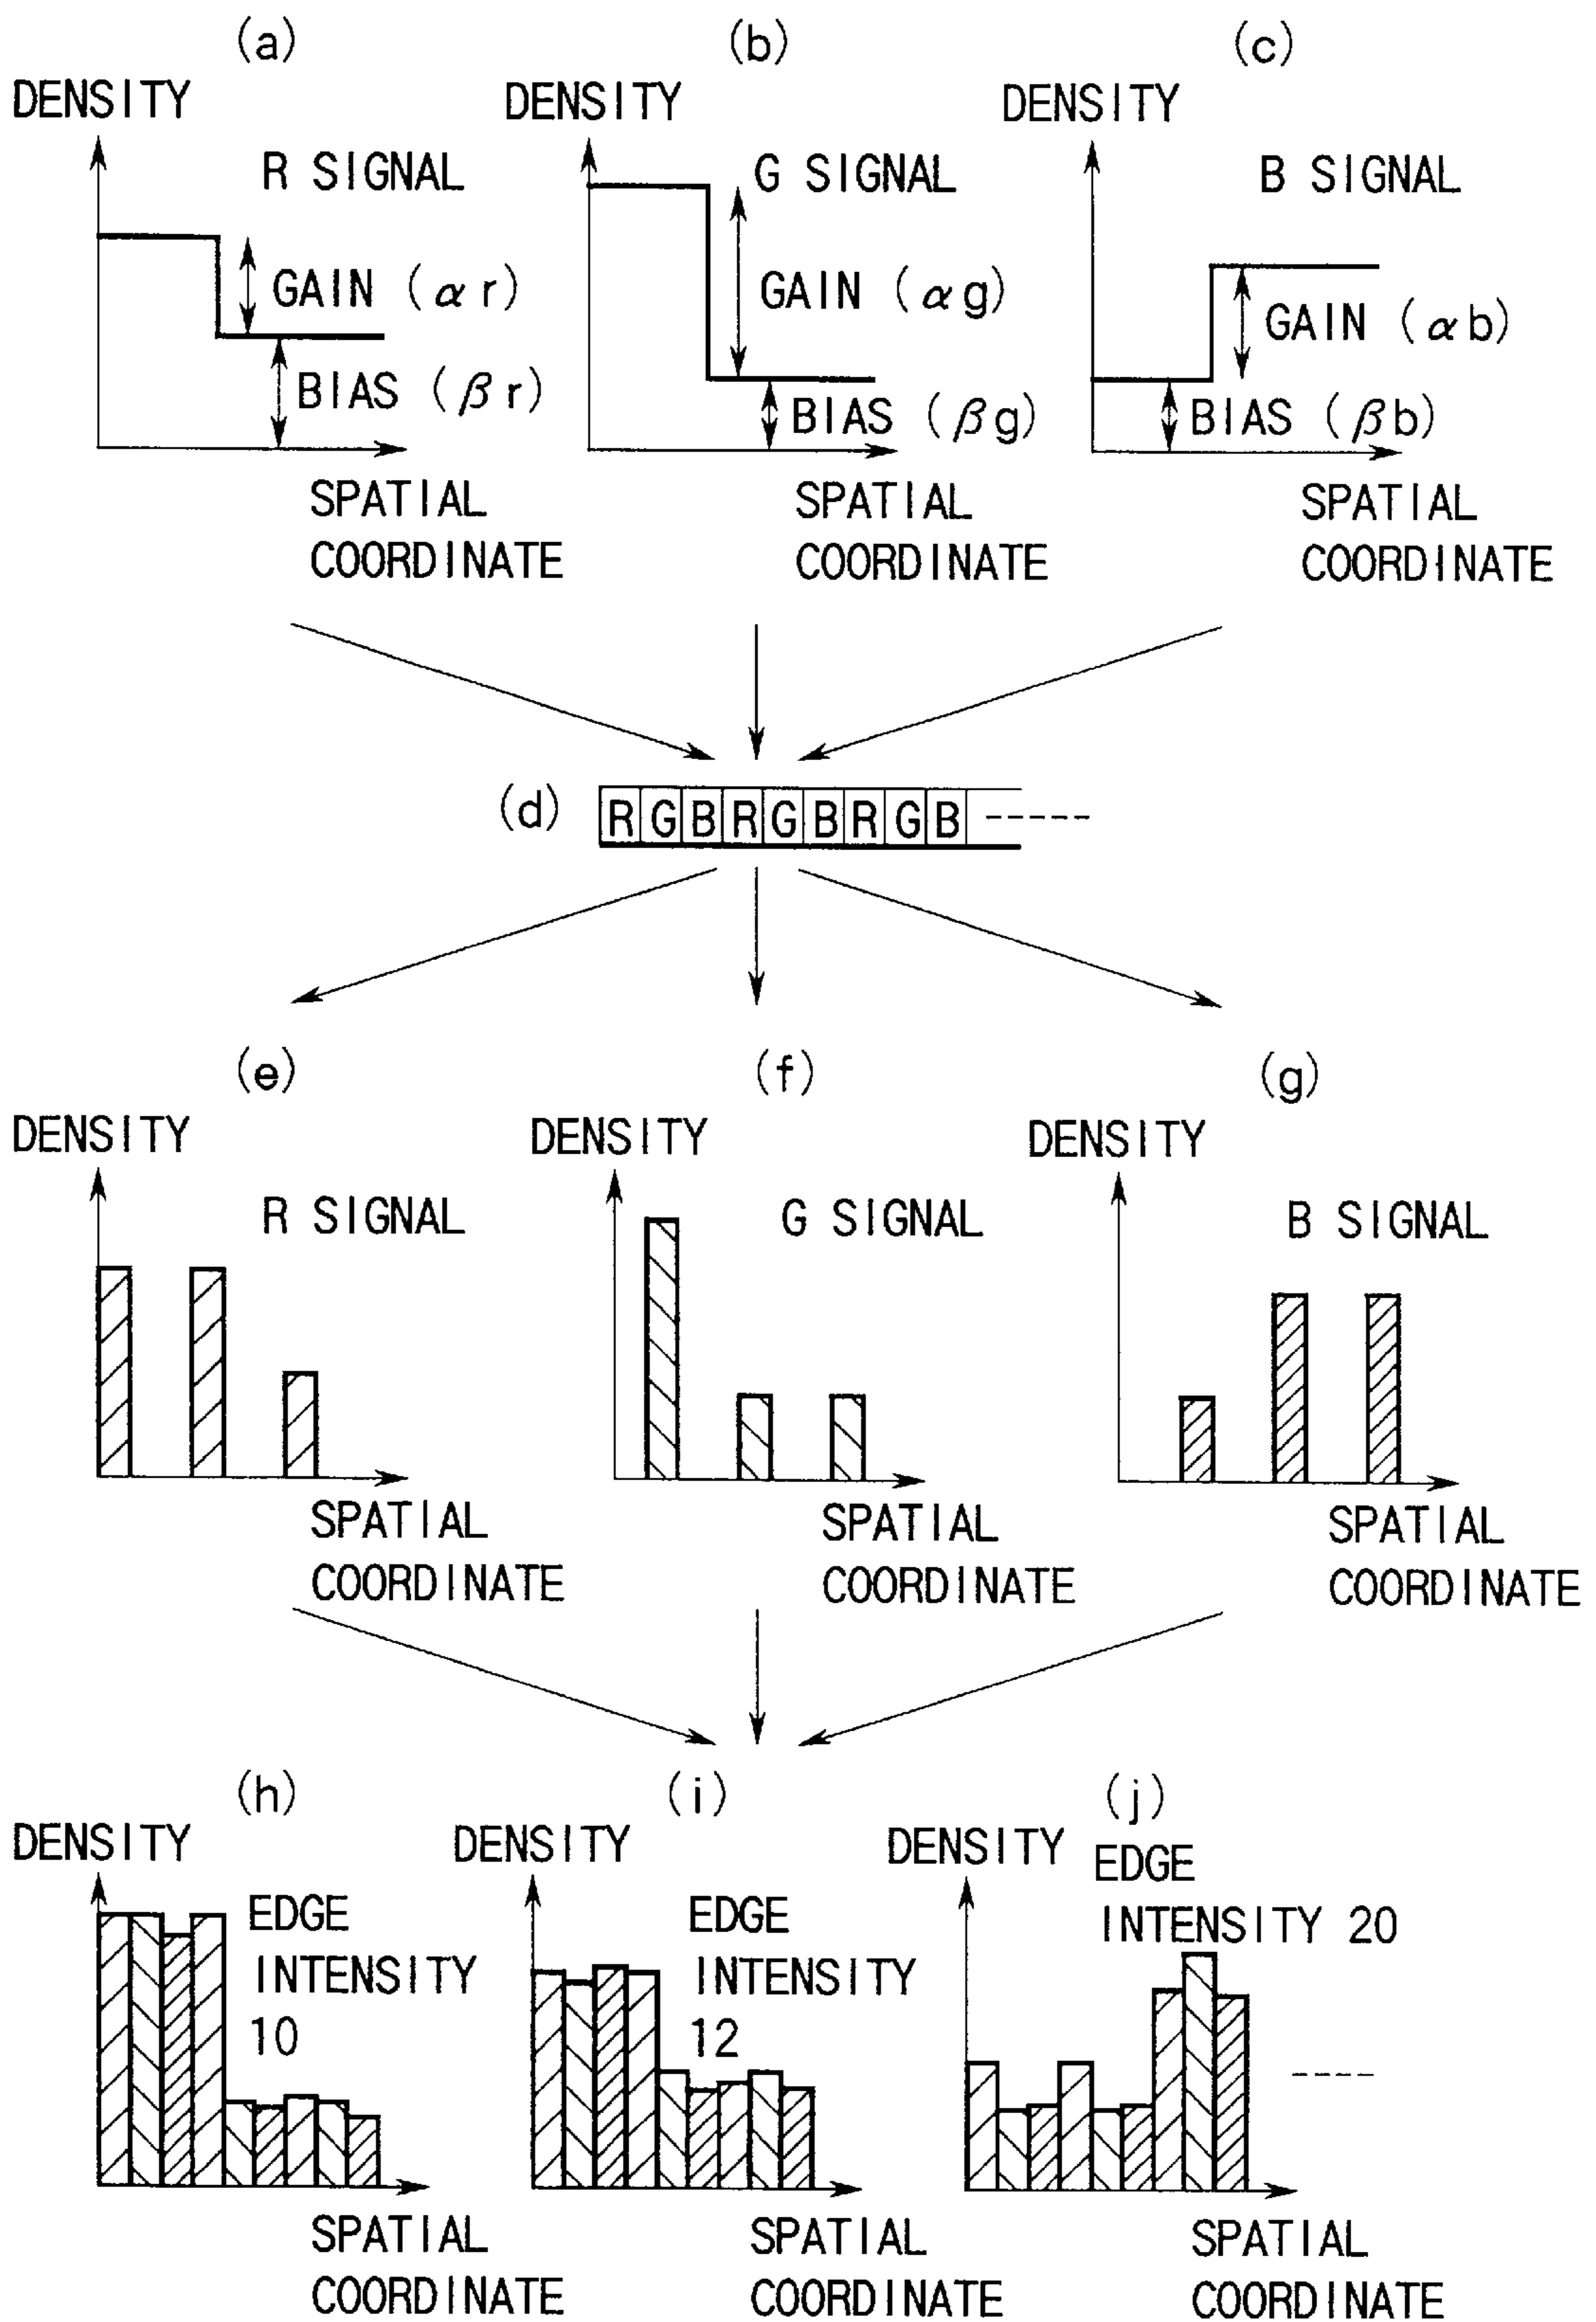 (a)
(b)
(c)
DENSITY
DENSITY
DENSITY
R SIGNAL
G SIGNAL
B SIGNAL
GAIN (αr)
GAIN (αg)
GAIN (αb)
BIAS (βr)
BIAS (βg)
BIAS (βb)
SPATIAL
COORDINATE
SPATIAL
COORDINATE
SPATIAL
COORDINATE
(d)
R G B R G B R G B -----
(e)
(f)
(g)
DENSITY
DENSITY
DENSITY
R SIGNAL
G SIGNAL
B SIGNAL
SPATIAL
COORDINATE
SPATIAL
COORDINATE
SPATIAL
COORDINATE
(h)
(i)
(j)
DENSITY
DENSITY
DENSITY
EDGE
INTENSITY
10
EDGE
INTENSITY
12
EDGE
INTENSITY 20
----
SPATIAL
COORDINATE
SPATIAL
COORDINATE
SPATIAL
COORDINATE